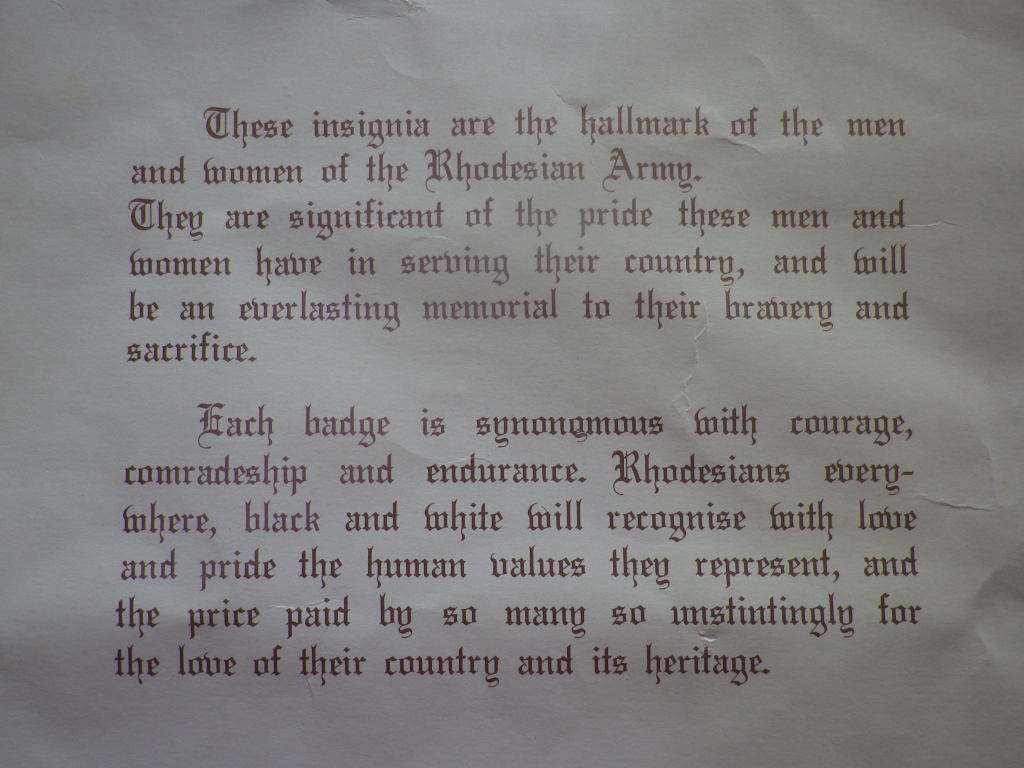 These insignia are the hallmark of the men
and women of the Rhodesian Army.
They are significant of the pride these men and
women have in serving their country, and will
be an everlasting memorial to their bravery and
sacrifice.
Each badge is synonomous with courage,
comradeship and endurance. Rhodesians every-
where, black and white will recognise with love
and pride the human values they represent, and
the price paid by so many so unstintingly for
the love of their country and its heritage.